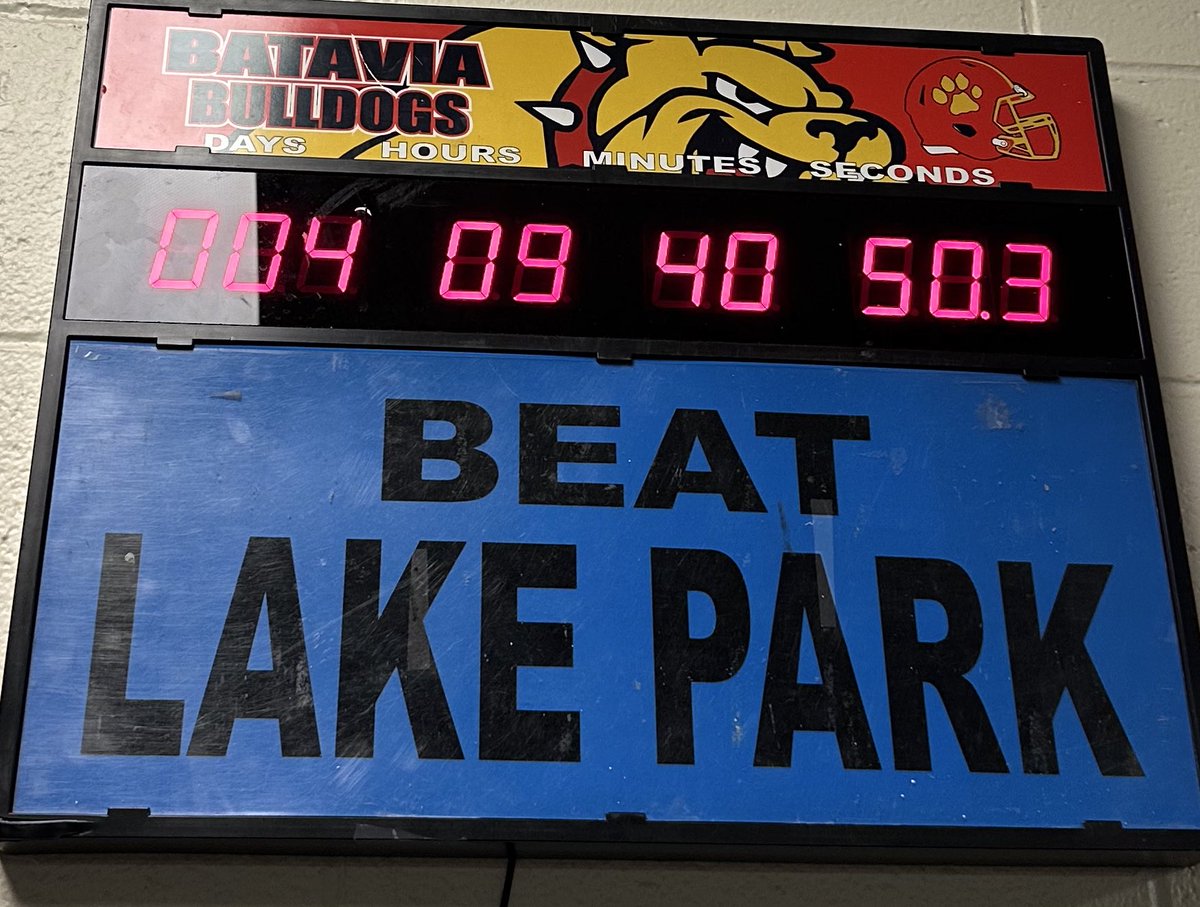 BATAVIA
BULLDOGS
DAYS HOURS MINUTES SECONDS
004 09 40 50.3
BEAT
LAKE PARK